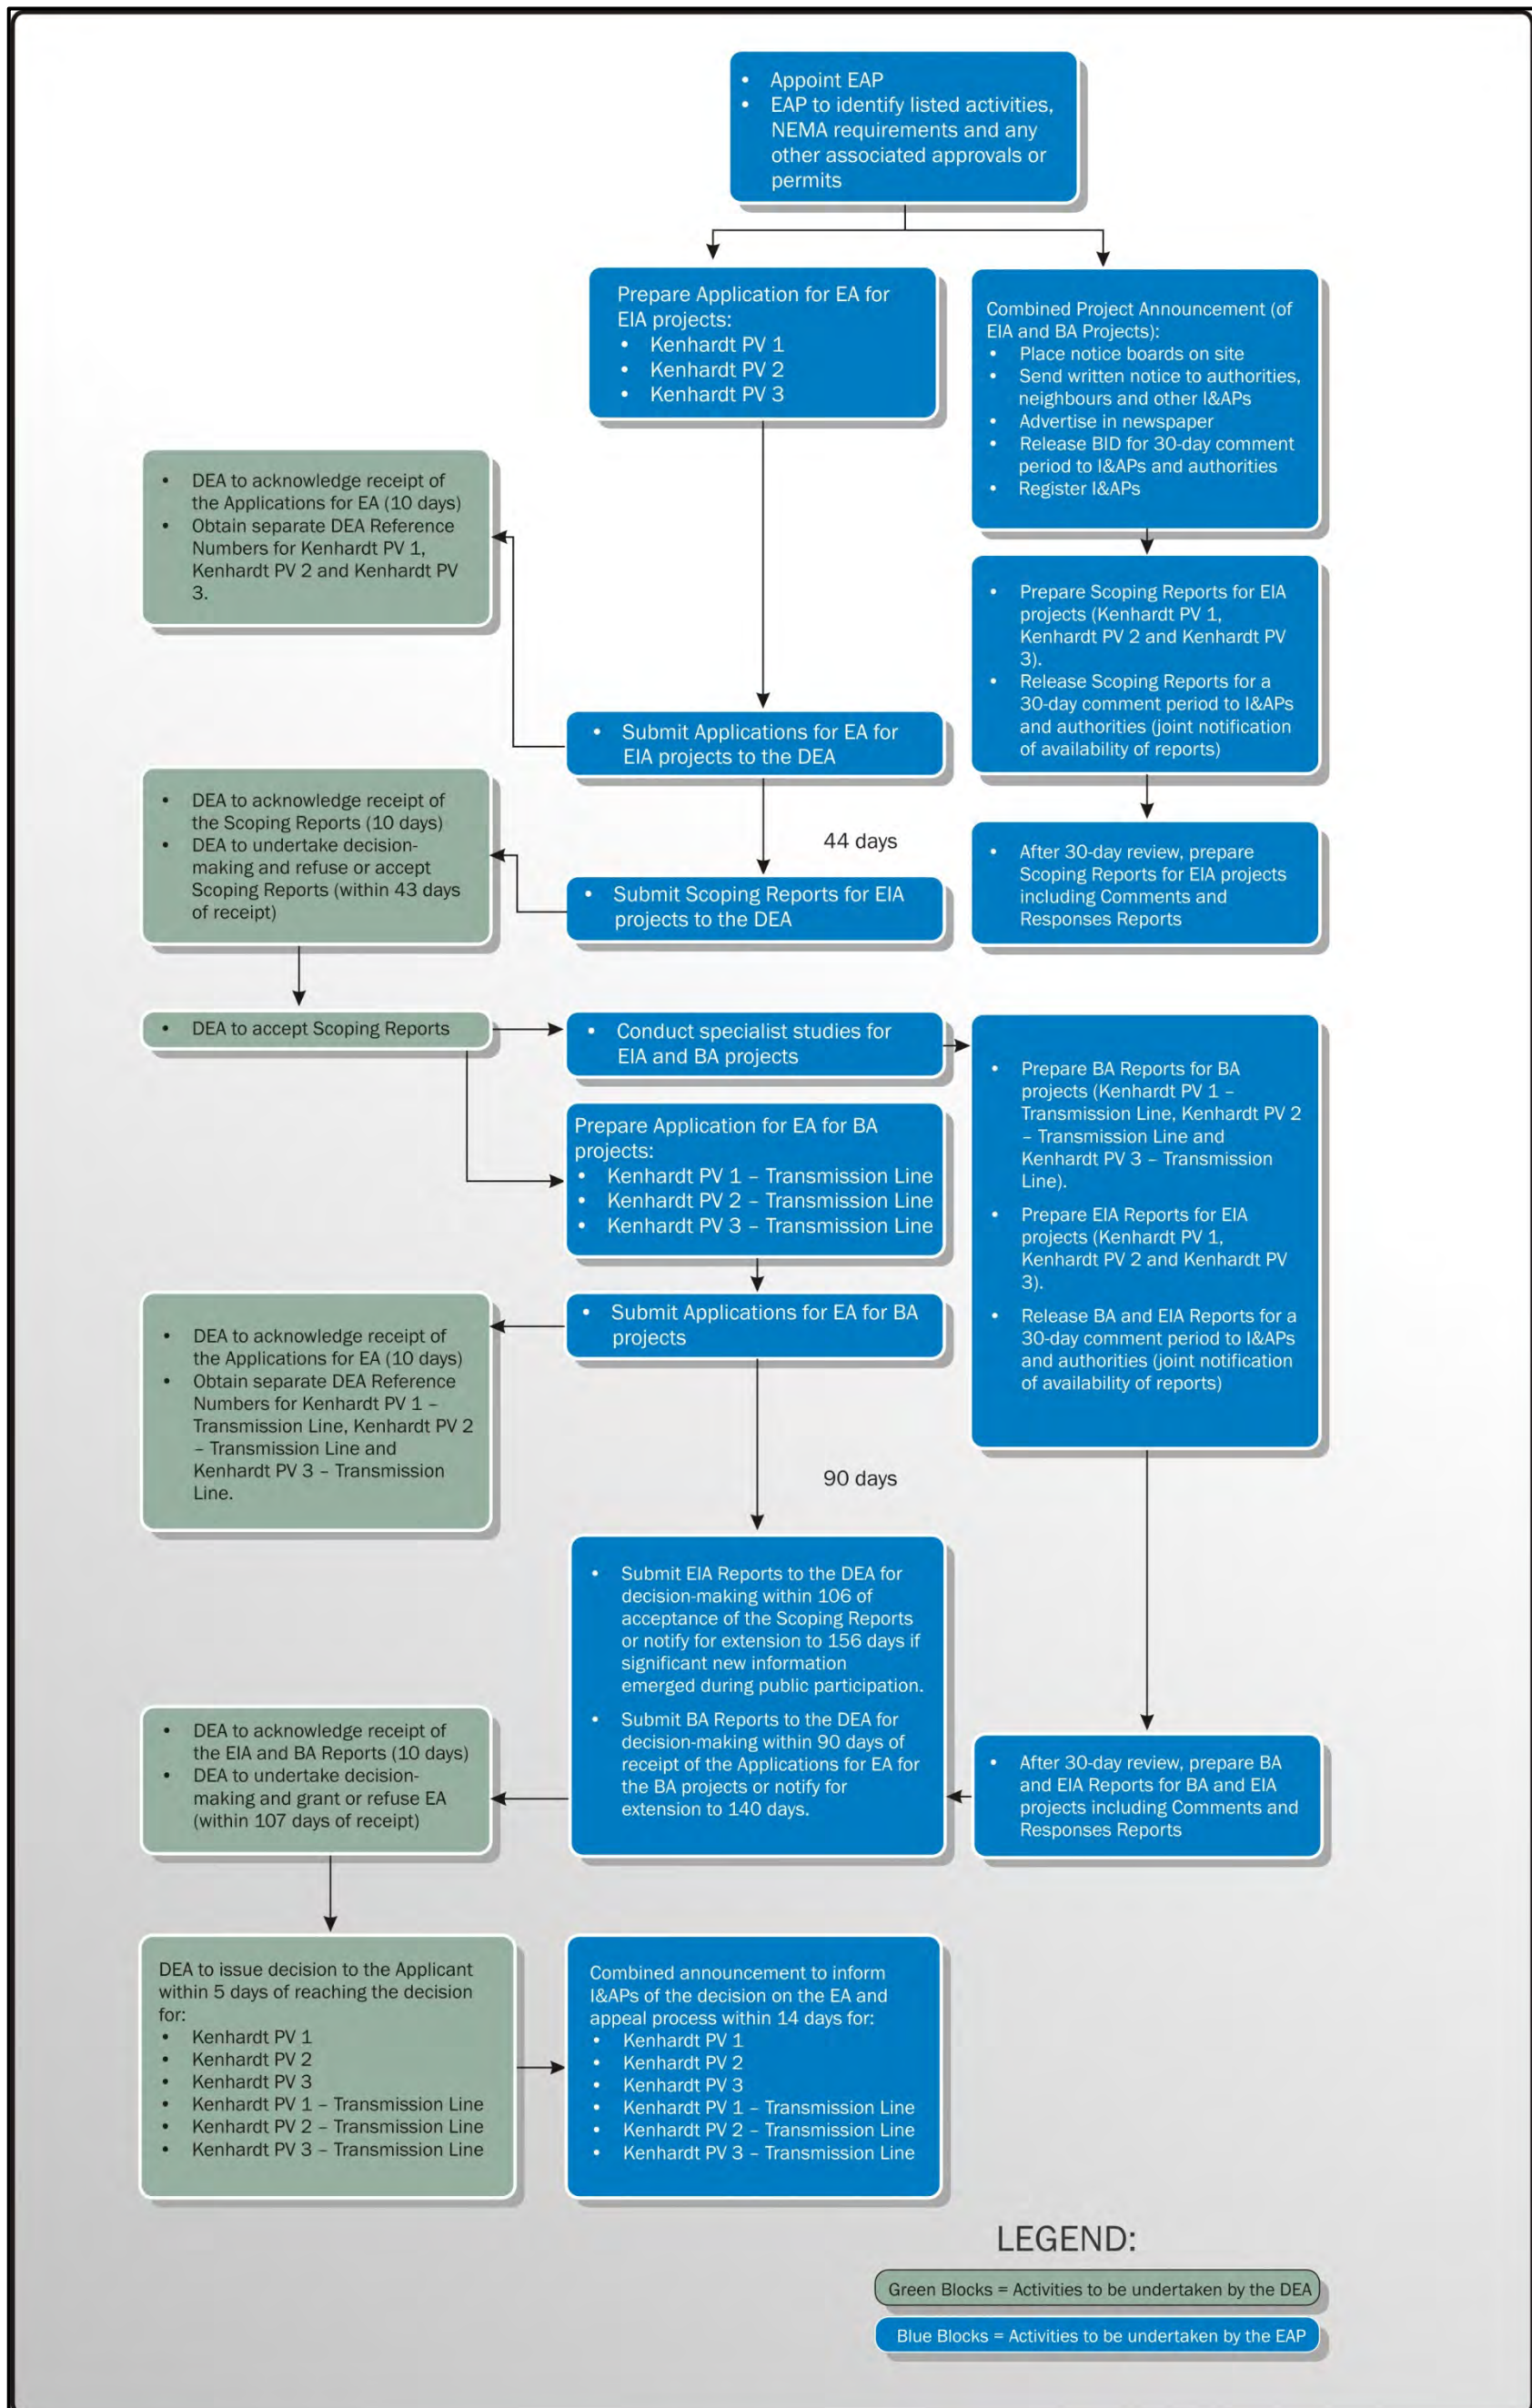 • Appoint EAP
• EAP to identify listed activities,
NEMA requirements and any
other associated approvals or
permits
Prepare Application for EA for
EIA projects:
• Kenhardt PV 1
• Kenhardt PV 2
• Kenhardt PV 3
Combined Project Announcement (of
EIA and BA Projects):
• Place notice boards on site
• Send written notice to authorities,
neighbours and other I&APs
• Advertise in newspaper
• Release BID for 30-day comment
period to I&APs and authorities
• Register I&APs
• DEA to acknowledge receipt of
the Applications for EA (10 days)
• Obtain separate DEA Reference
Numbers for Kenhardt PV 1,
Kenhardt PV 2 and Kenhardt PV
3.
• Prepare Scoping Reports for EIA
projects (Kenhardt PV 1,
Kenhardt PV 2 and Kenhardt PV
3).
• Release Scoping Reports for a
30-day comment period to I&APs
and authorities (joint notification
of availability of reports)
• Submit Applications for EA for
EIA projects to the DEA
• DEA to acknowledge receipt of
the Scoping Reports (10 days)
• DEA to undertake decision-
making and refuse or accept
Scoping Reports (within 43 days
of receipt)
44 days
• Submit Scoping Reports for EIA
projects to the DEA
• After 30-day review, prepare
Scoping Reports for EIA projects
including Comments and
Responses Reports
• DEA to accept Scoping Reports
• Conduct specialist studies for
EIA and BA projects
Prepare Application for EA for BA
projects:
• Kenhardt PV 1 – Transmission Line
• Kenhardt PV 2 – Transmission Line
• Kenhardt PV 3 – Transmission Line
• Prepare BA Reports for BA
projects (Kenhardt PV 1 –
Transmission Line, Kenhardt PV 2
– Transmission Line and
Kenhardt PV 3 – Transmission
Line).
• Prepare EIA Reports for EIA
projects (Kenhardt PV 1,
Kenhardt PV 2 and Kenhardt PV
3).
• Release BA and EIA Reports for a
30-day comment period to I&APs
and authorities (joint notification
of availability of reports)
• Submit Applications for EA for BA
projects
• DEA to acknowledge receipt of
the Applications for EA (10 days)
• Obtain separate DEA Reference
Numbers for Kenhardt PV 1 –
Transmission Line, Kenhardt PV 2
– Transmission Line and
Kenhardt PV 3 – Transmission
Line.
90 days
• Submit EIA Reports to the DEA for
decision-making within 106 of
acceptance of the Scoping Reports
or notify for extension to 156 days if
significant new information
emerged during public participation.
• Submit BA Reports to the DEA for
decision-making within 90 days of
receipt of the Applications for EA for
the BA projects or notify for
extension to 140 days.
• DEA to acknowledge receipt of
the EIA and BA Reports (10 days)
• DEA to undertake decision-
making and grant or refuse EA
(within 107 days of receipt)
• After 30-day review, prepare BA
and EIA Reports for BA and EIA
projects including Comments and
Responses Reports
DEA to issue decision to the Applicant
within 5 days of reaching the decision
for:
• Kenhardt PV 1
• Kenhardt PV 2
• Kenhardt PV 3
• Kenhardt PV 1 – Transmission Line
• Kenhardt PV 2 – Transmission Line
• Kenhardt PV 3 – Transmission Line
Combined announcement to inform
I&APs of the decision on the EA and
appeal process within 14 days for:
• Kenhardt PV 1
• Kenhardt PV 2
• Kenhardt PV 3
• Kenhardt PV 1 – Transmission Line
• Kenhardt PV 2 – Transmission Line
• Kenhardt PV 3 – Transmission Line
LEGEND:
Green Blocks = Activities to be undertaken by the DEA
Blue Blocks = Activities to be undertaken by the EAP